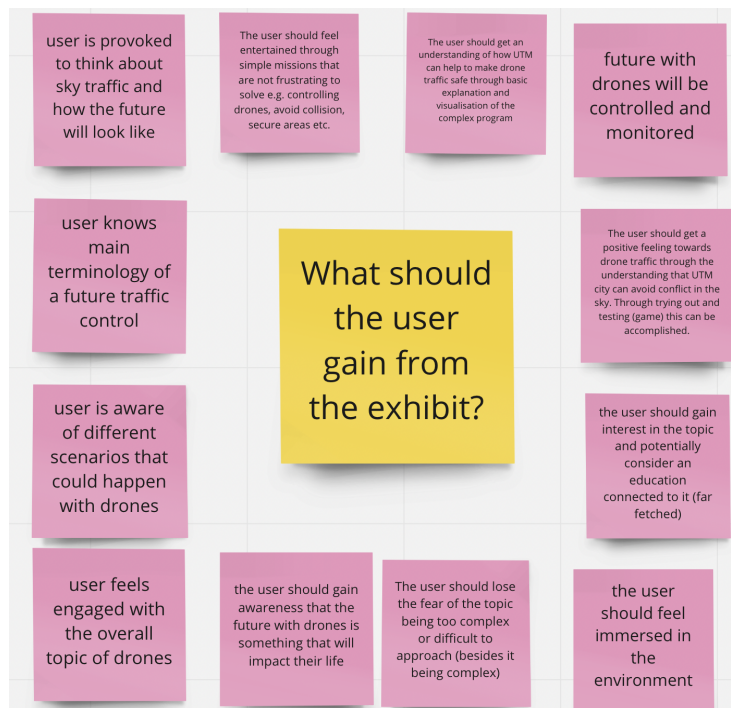 user is provoked
to think about
sky traffic and
how the future
will look like
The user should feel
entertained through
simple missions that
are not frustrating to
solve e.g. controlling
drones, avoid collision,
secure areas etc.
The user should get an
understanding of how UTM
can help to make drone
traffic safe through basic
explanation and
visualisation of the
complex program
future with
drones will be
controlled and
monitored
user knows
main
terminology of
a future traffic
control
What should
the user
gain from
the exhibit?
The user should get a
positive feeling towards
drone traffic through the
understanding that UTM
city can avoid conflict in the
sky. Through trying out and
testing (game) this can be
accomplished.
user is aware
of different
scenarios that
could happen
with drones
the user should gain
interest in the topic
and potentially
consider an
education
connected to it (far
fetched)
user feels
engaged with
the overall
topic of drones
the user should gain
awareness that the
future with drones is
something that will
impact their life
The user should lose
the fear of the topic
being too complex
or difficult to
approach (besides it
being complex)
the user
should feel
immersed in
the
environment